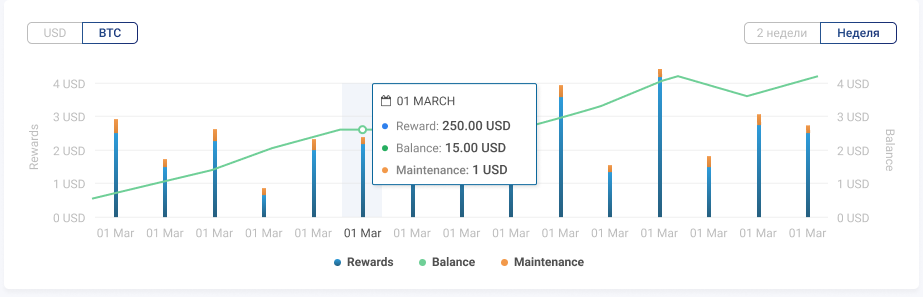 USD BTC 2 недели Неделя
4 USD 4 USD
01 MARCH
3 USD 3 USD
Reward: 250.00 USD
Rewards Balance
2 USD 2 USD
Balance: 15.00 USD
Maintenance: 1 USD
1 USD 1 USD
0 USD 0 USD
01 Mar 01 Mar 01 Mar 01 Mar 01 Mar 01 Mar 01 Mar 01 Mar 01 Mar 01 Mar 01 Mar 01 Mar 01 Mar 01 Mar 01 Mar
Rewards Balance Maintenance